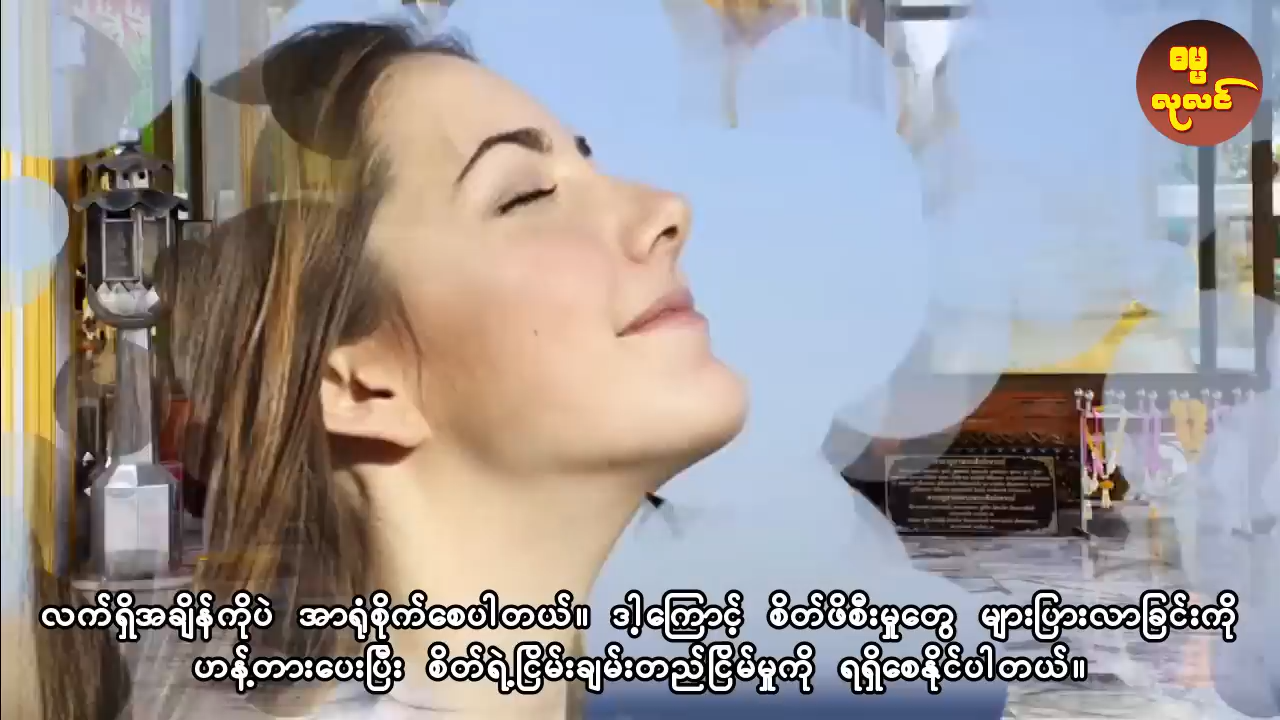 ဓမ္မ
လုလင်
လက်ရှိအချိန်ကိုပဲ အာရုံစိုက်စေပါတယ်။ ဒါ့ကြောင့် စိတ်ဖိစီးမှုတွေ များပြားလာခြင်းကို
ဟန့်တားပေးပြီး စိတ်ရဲ့ငြိမ်းချမ်းတည်ငြိမ်မှုကို ရရှိစေနိုင်ပါတယ်။